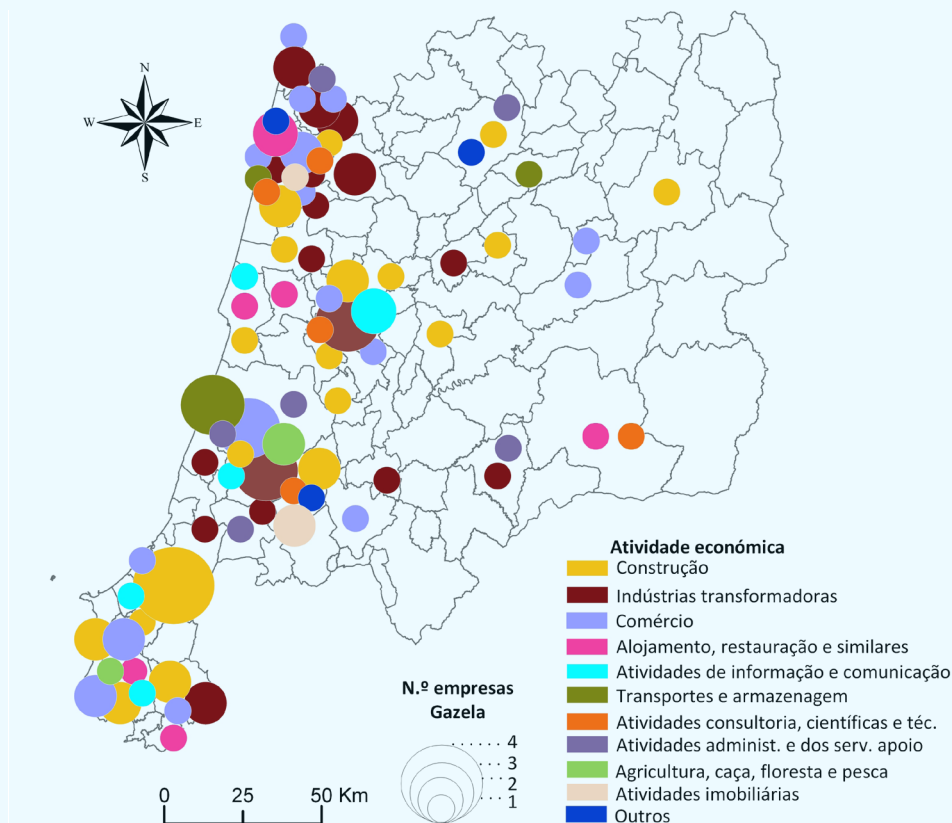 N
W
E
S
Atividade económica
Construção
Indústrias transformadoras
Comércio
Alojamento, restauração e similares
Atividades de informação e comunicação
Transportes e armazenagem
Atividades consultoria, científicas e téc.
Atividades administ. e dos serv. apoio
Agricultura, caça, floresta e pesca
Atividades imobiliárias
Outros
N.º empresas
Gazela
4
3
2
1
0 25 50 Km